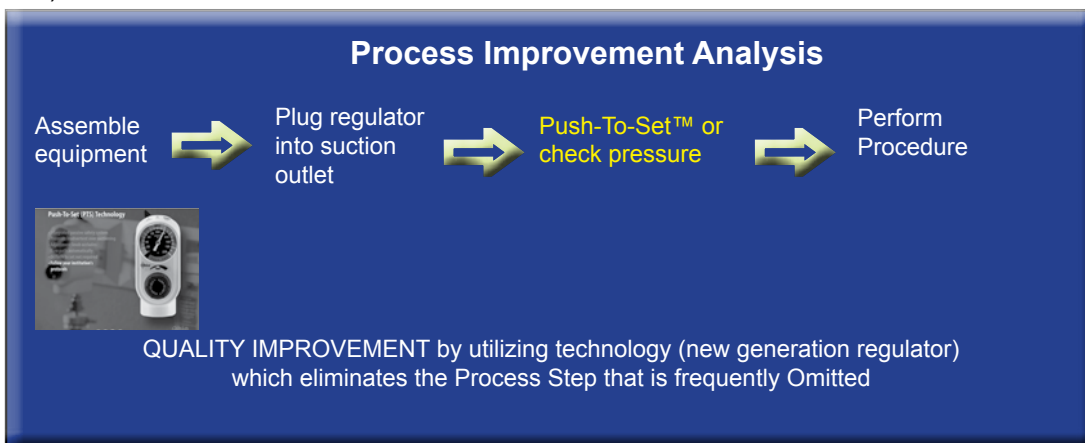 Process Improvement Analysis
Assemble
equipment
Plug regulator
into suction
outlet
Push-To-Set™ or
check pressure
Perform
Procedure
Push-To-Set (PTS) Technology
QUALITY IMPROVEMENT by utilizing technology (new generation regulator)
which eliminates the Process Step that is frequently Omitted